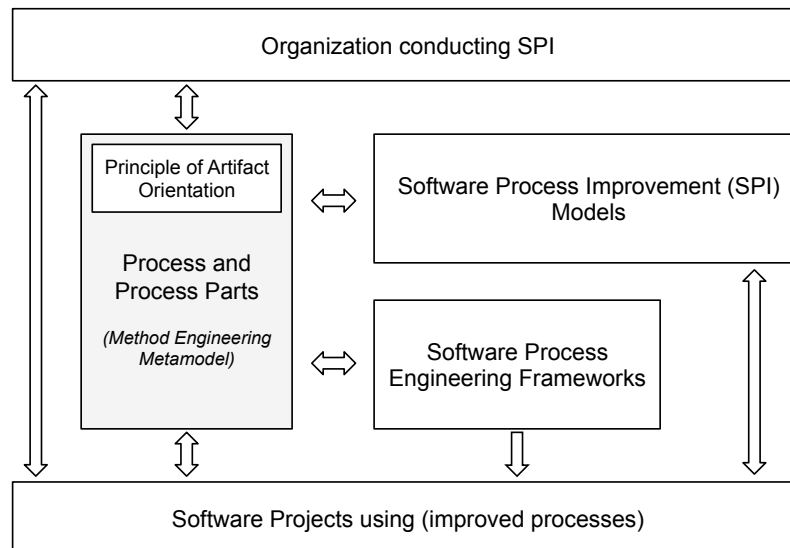 Organization conducting SPI
Principle of Artifact
Orientation
Software Process Improvement (SPI)
Models
Process and
Process Parts
(Method Engineering
Metamodel)
Software Process
Engineering Frameworks
Software Projects using (improved processes)